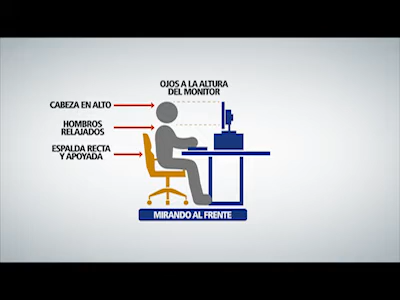 OJOS A LA ALTURA
DEL MONITOR
CABEZA EN ALTO
HOMBROS
RELAJADOS
ESPALDA RECTA
Y APOYADA
MIRANDO AL FRENTE